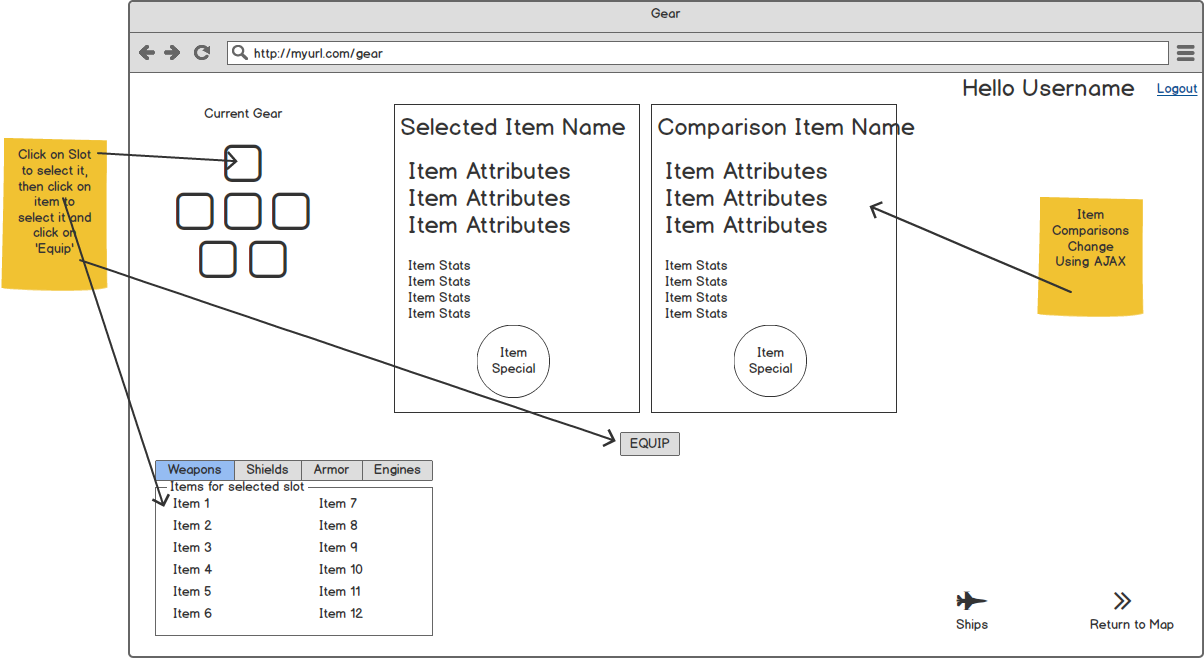 Gear
http://myurl.com/gear
Hello Username
Logout
Current Gear
Click on Slot
to select it,
then click on
item to
select it and
click on
'Equip'
Selected Item Name
Item Attributes
Item Attributes
Item Attributes
Item Stats
Item Stats
Item Stats
Item Stats
Item
Special
Comparison Item Name
Item Attributes
Item Attributes
Item Attributes
Item Stats
Item Stats
Item Stats
Item Stats
Item
Special
Item
Comparisons
Change
Using AJAX
EQUIP
Weapons Shields Armor Engines
Items for selected slot
Item 1 Item 7
Item 2 Item 8
Item 3 Item 9
Item 4 Item 10
Item 5 Item 11
Item 6 Item 12
Ships
Return to Map